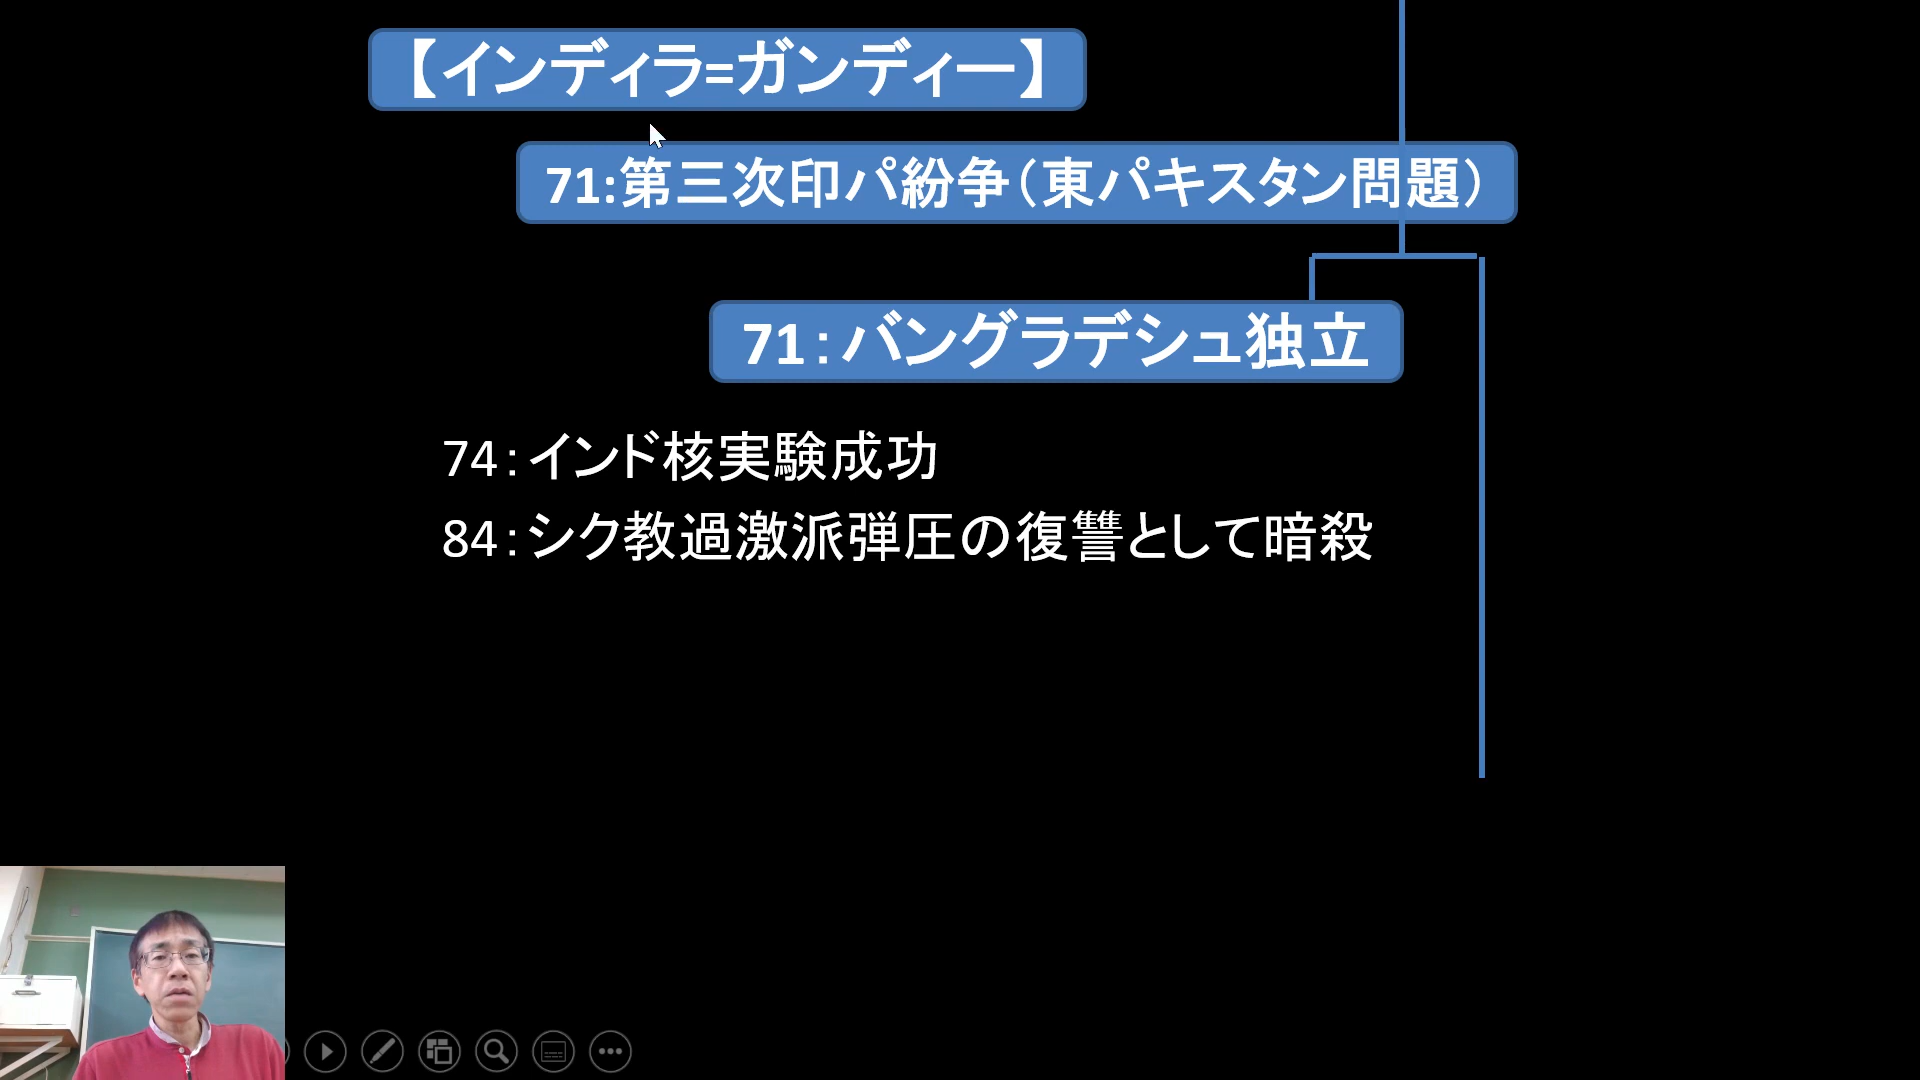 【インディラ=ガンディー】
71:第三次印パ紛争（東パキスタン問題）
71：バングラデシュ独立
74：インド核実験成功
84：シク教過激派弾圧の復讐として暗殺